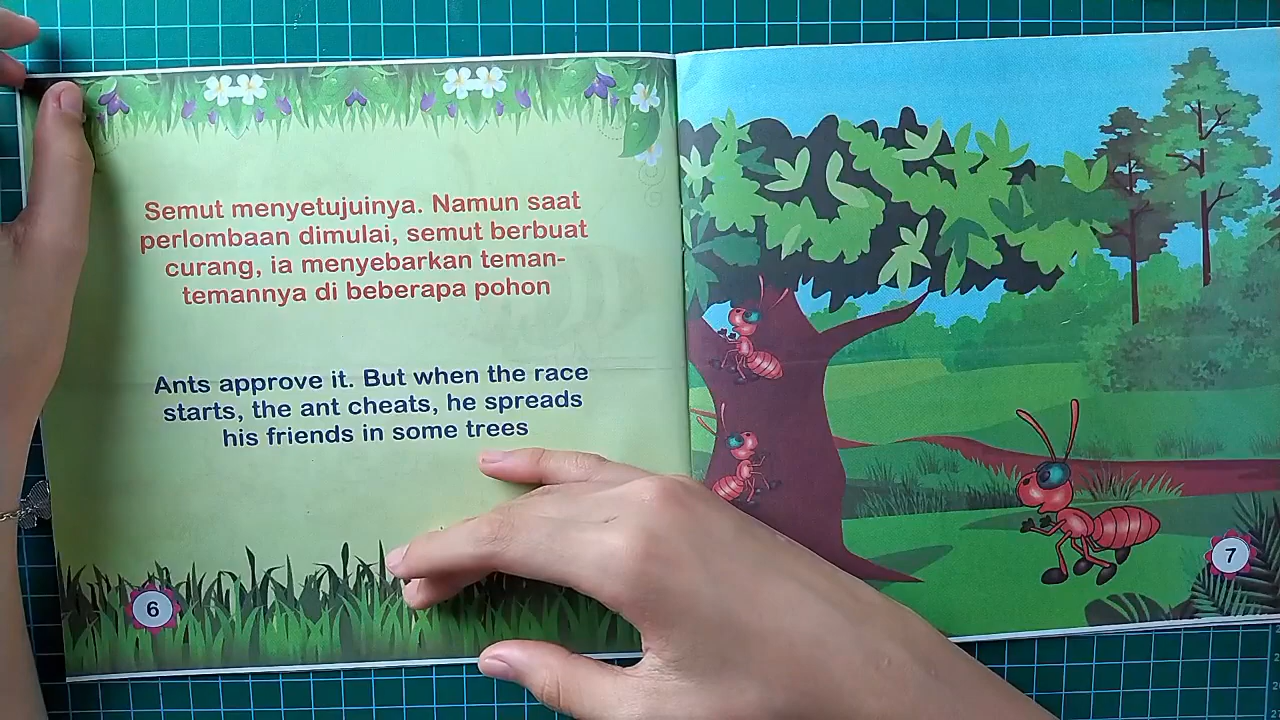 Semut menyetujuinya. Namun saat
perlombaan dimulai, semut berbuat
curang, ia menyebarkan teman-
temannya di beberapa pohon
Ants approve it. But when the race
starts, the ant cheats, he spreads
his friends in some trees
6
7